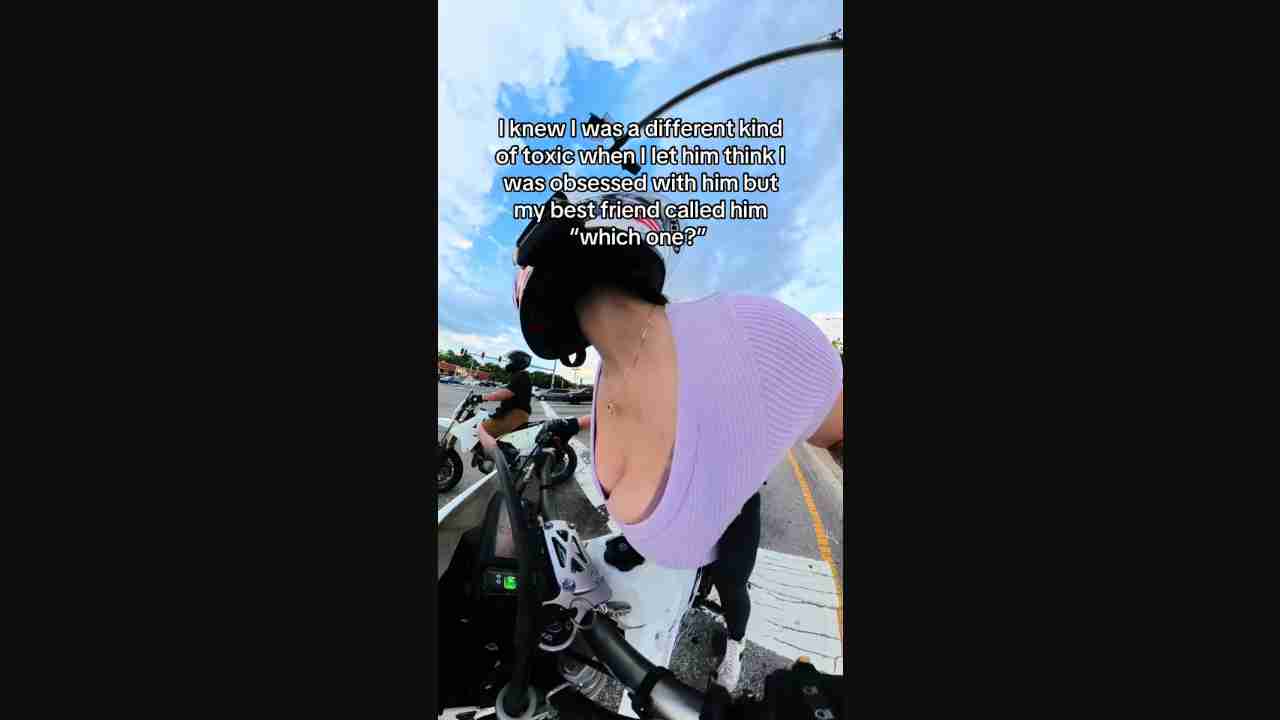 I knew I was a different kind
of toxic when I let him think I
was obsessed with him but
my best friend called him
“which one?”